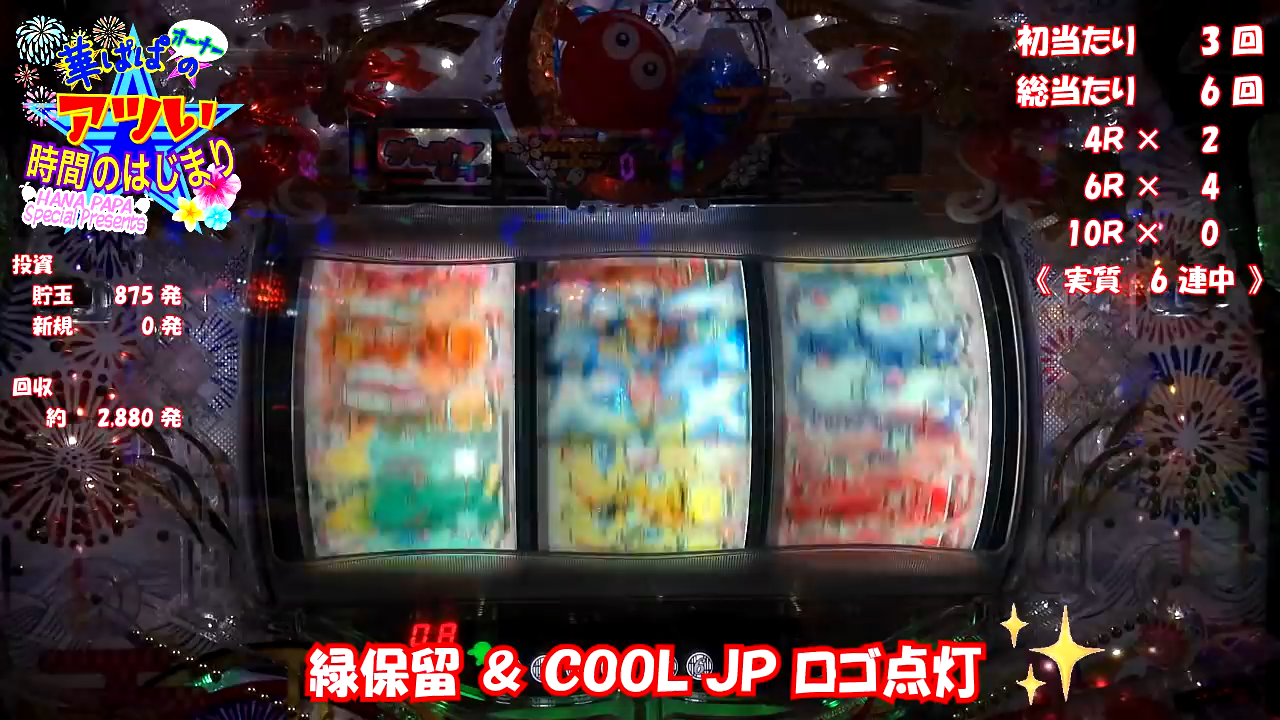 華ぱぱオーナーの
アツい
時間のはじまり
HANA PAPA
Special Presents
投資
貯玉 875 発
新規 0 発
回収
約 2,880 発
初当たり 3 回
総当たり 6 回
4R × 2
6R × 4
10R × 0
《 実質 6 連中 》
緑保留 & COOL JP ロゴ点灯